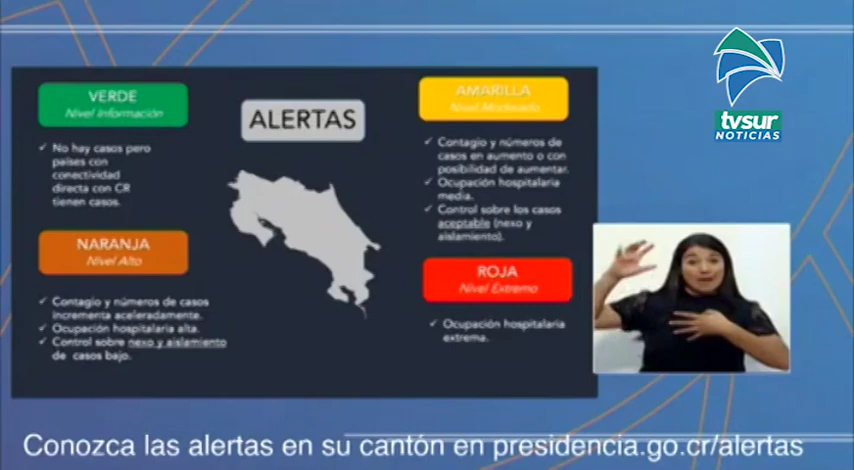 VERDE
Nivel Información
✓ No hay casos pero
países con
conectividad
directa con CR
tienen casos.
ALERTAS
AMARILLA
Nivel Moderado
✓ Contagio y números de
casos en aumento o con
posibilidad de aumentar.
✓ Ocupación hospitalaria
media.
✓ Control sobre los casos
aceptable (nexo y
aislamiento).
NARANJA
Nivel Alto
✓ Contagio y números de casos
incrementa aceleradamente.
✓ Ocupación hospitalaria alta.
✓ Control sobre nexo y aislamiento
de casos bajo.
ROJA
Nivel Extremo
✓ Ocupación hospitalaria
extrema.
tvsur
NOTICIAS
Conozca las alertas en su cantón en presidencia.go.cr/alertas